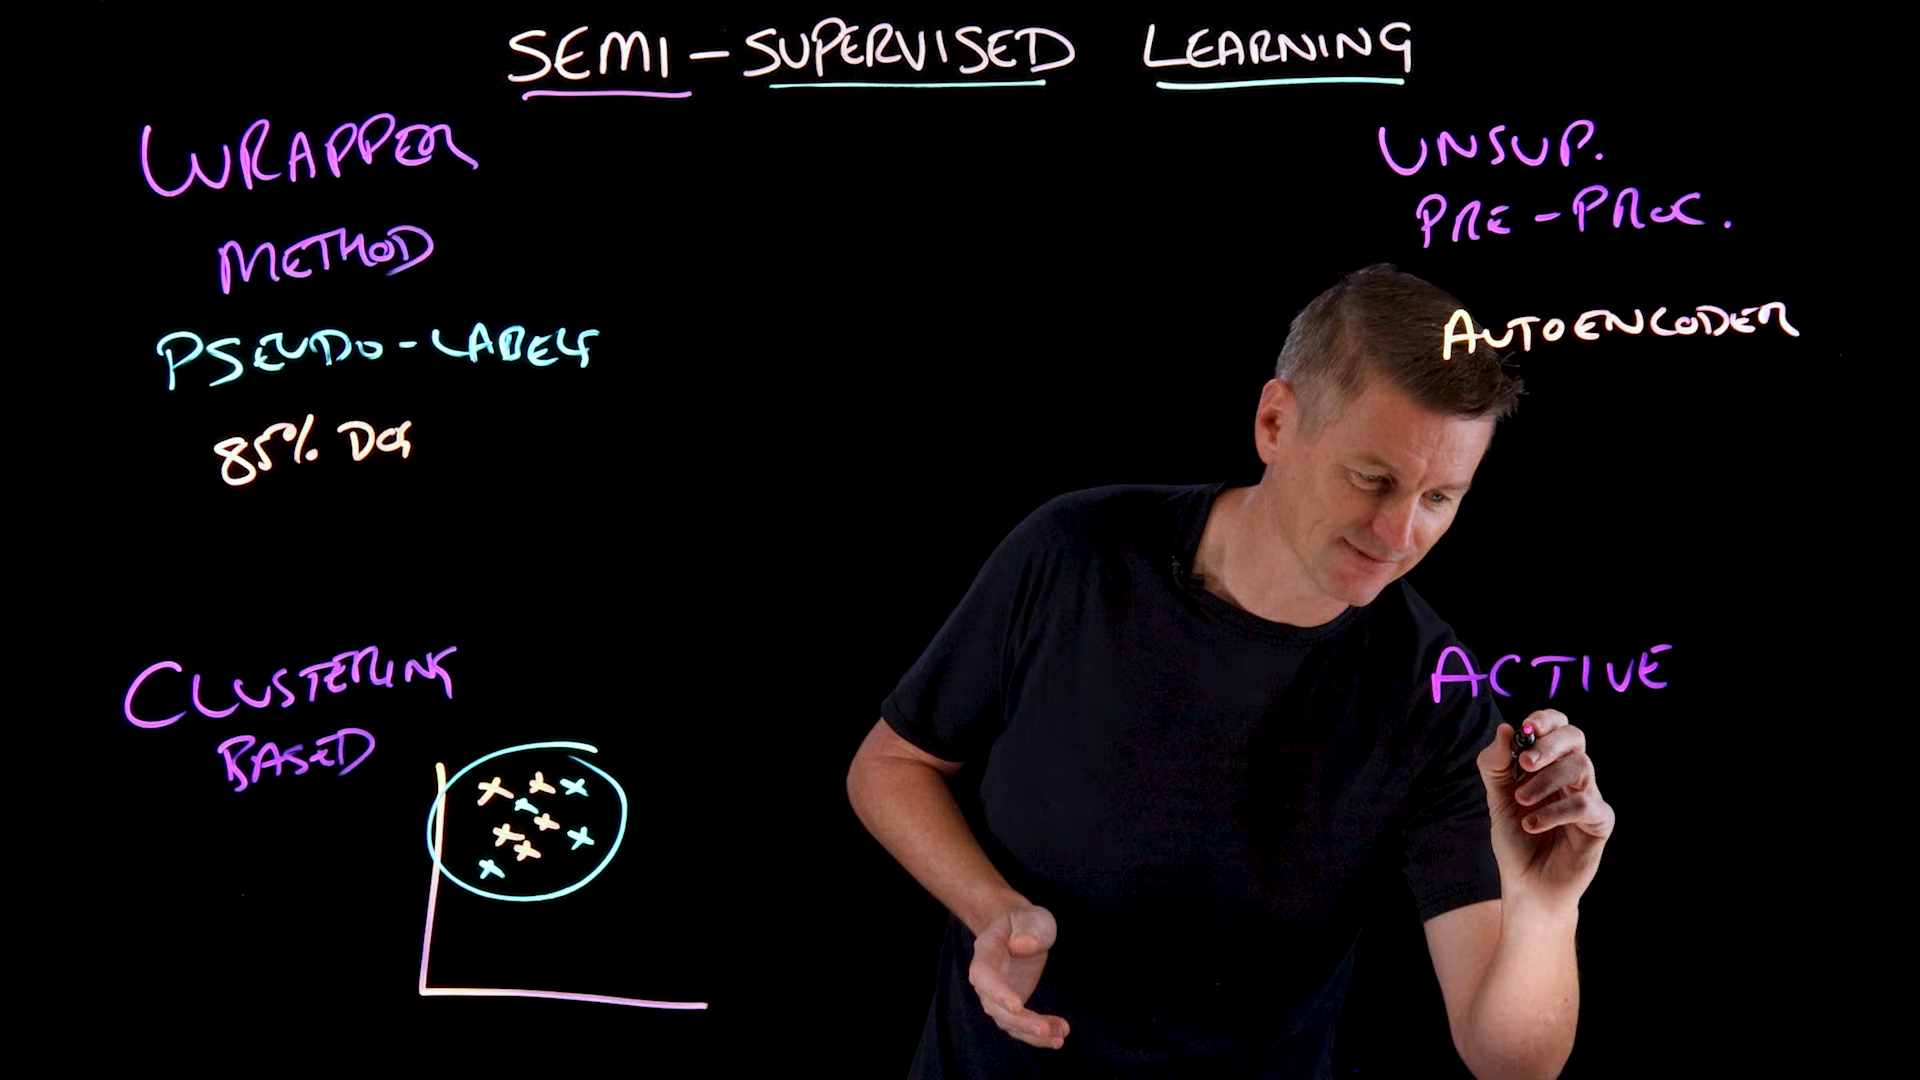 SEMI-SUPERVISED LEARNING
WRAPPER
METHOD
PSEUDO-LABELS
85% DOG
UNSUP.
PRE-PROC.
AUTOENCODER
CLUSTERING
BASED
ACTIVE